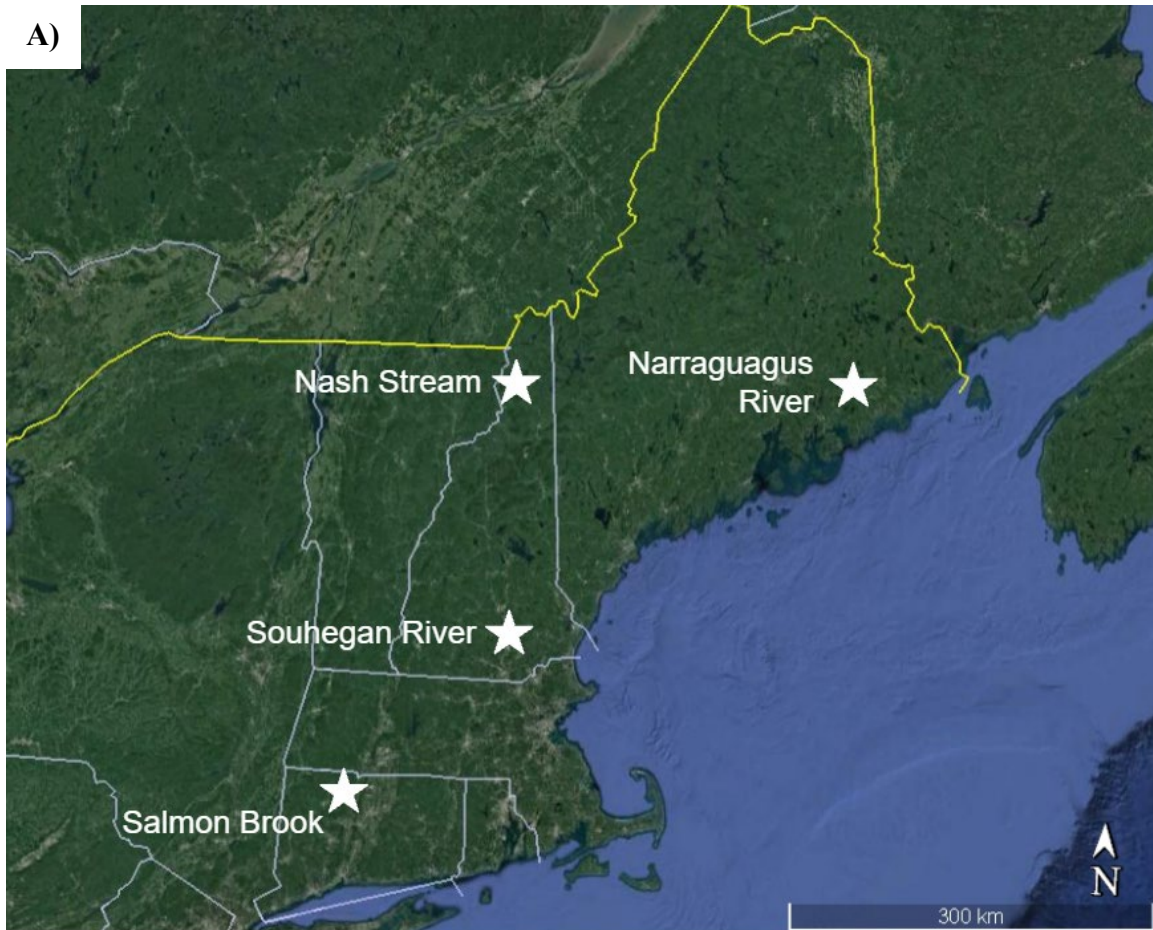 A)
Nash Stream
Narraguagus
River
Souhegan River
Salmon Brook
N
300 km